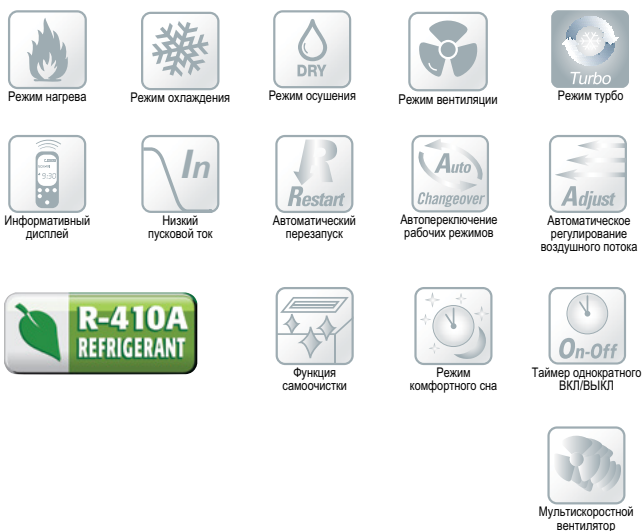 DRY
Turbo
Режим нагрева
Режим охлаждения
Режим осушения
Режим вентиляции
Режим турбо
9:30
In
R
Restart
Auto
Changeover
Adjust
Информативный
дисплей
Низкий
пусковой ток
Автоматический
перезапуск
Автопереключение
рабочих режимов
Автоматическое
регулирование
воздушного потока
R-410A
REFRIGERANT
On-Off
Функция
самоочистки
Режим
комфортного сна
Таймер однократного
ВКЛ/ВЫКЛ
Мультискоростной
вентилятор